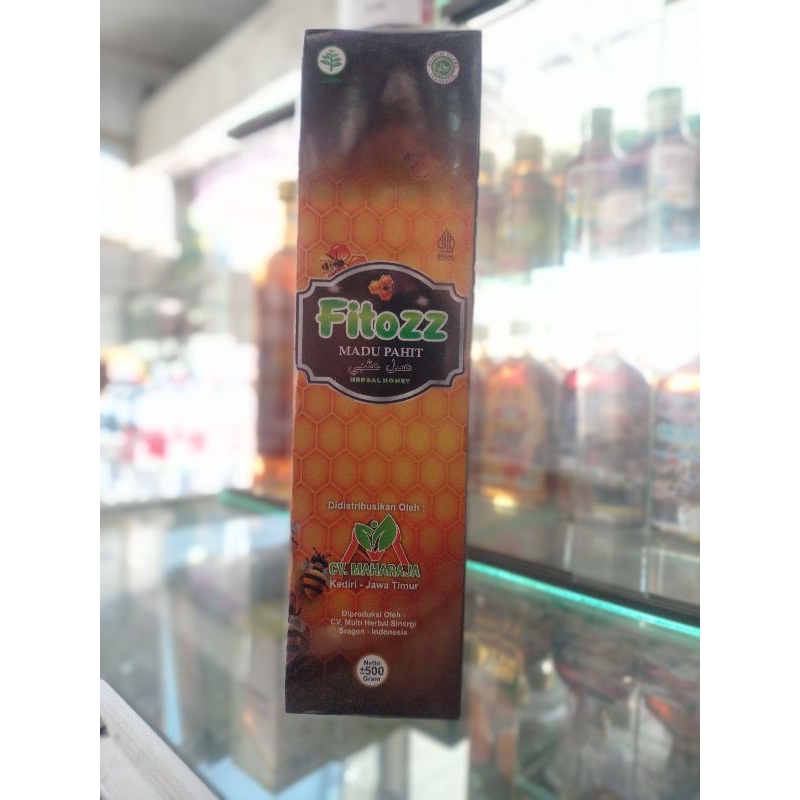 Fitozz
MADU PAHIT
عسل عشبي
HERBAL HONEY
Didistribusikan Oleh :
CV. MAHARAJA
Kediri - Jawa Timur
Diproduksi Oleh :
CV. Multi Herbal Sinergi
Sragen - Indonesia
Netto
±500
Gram